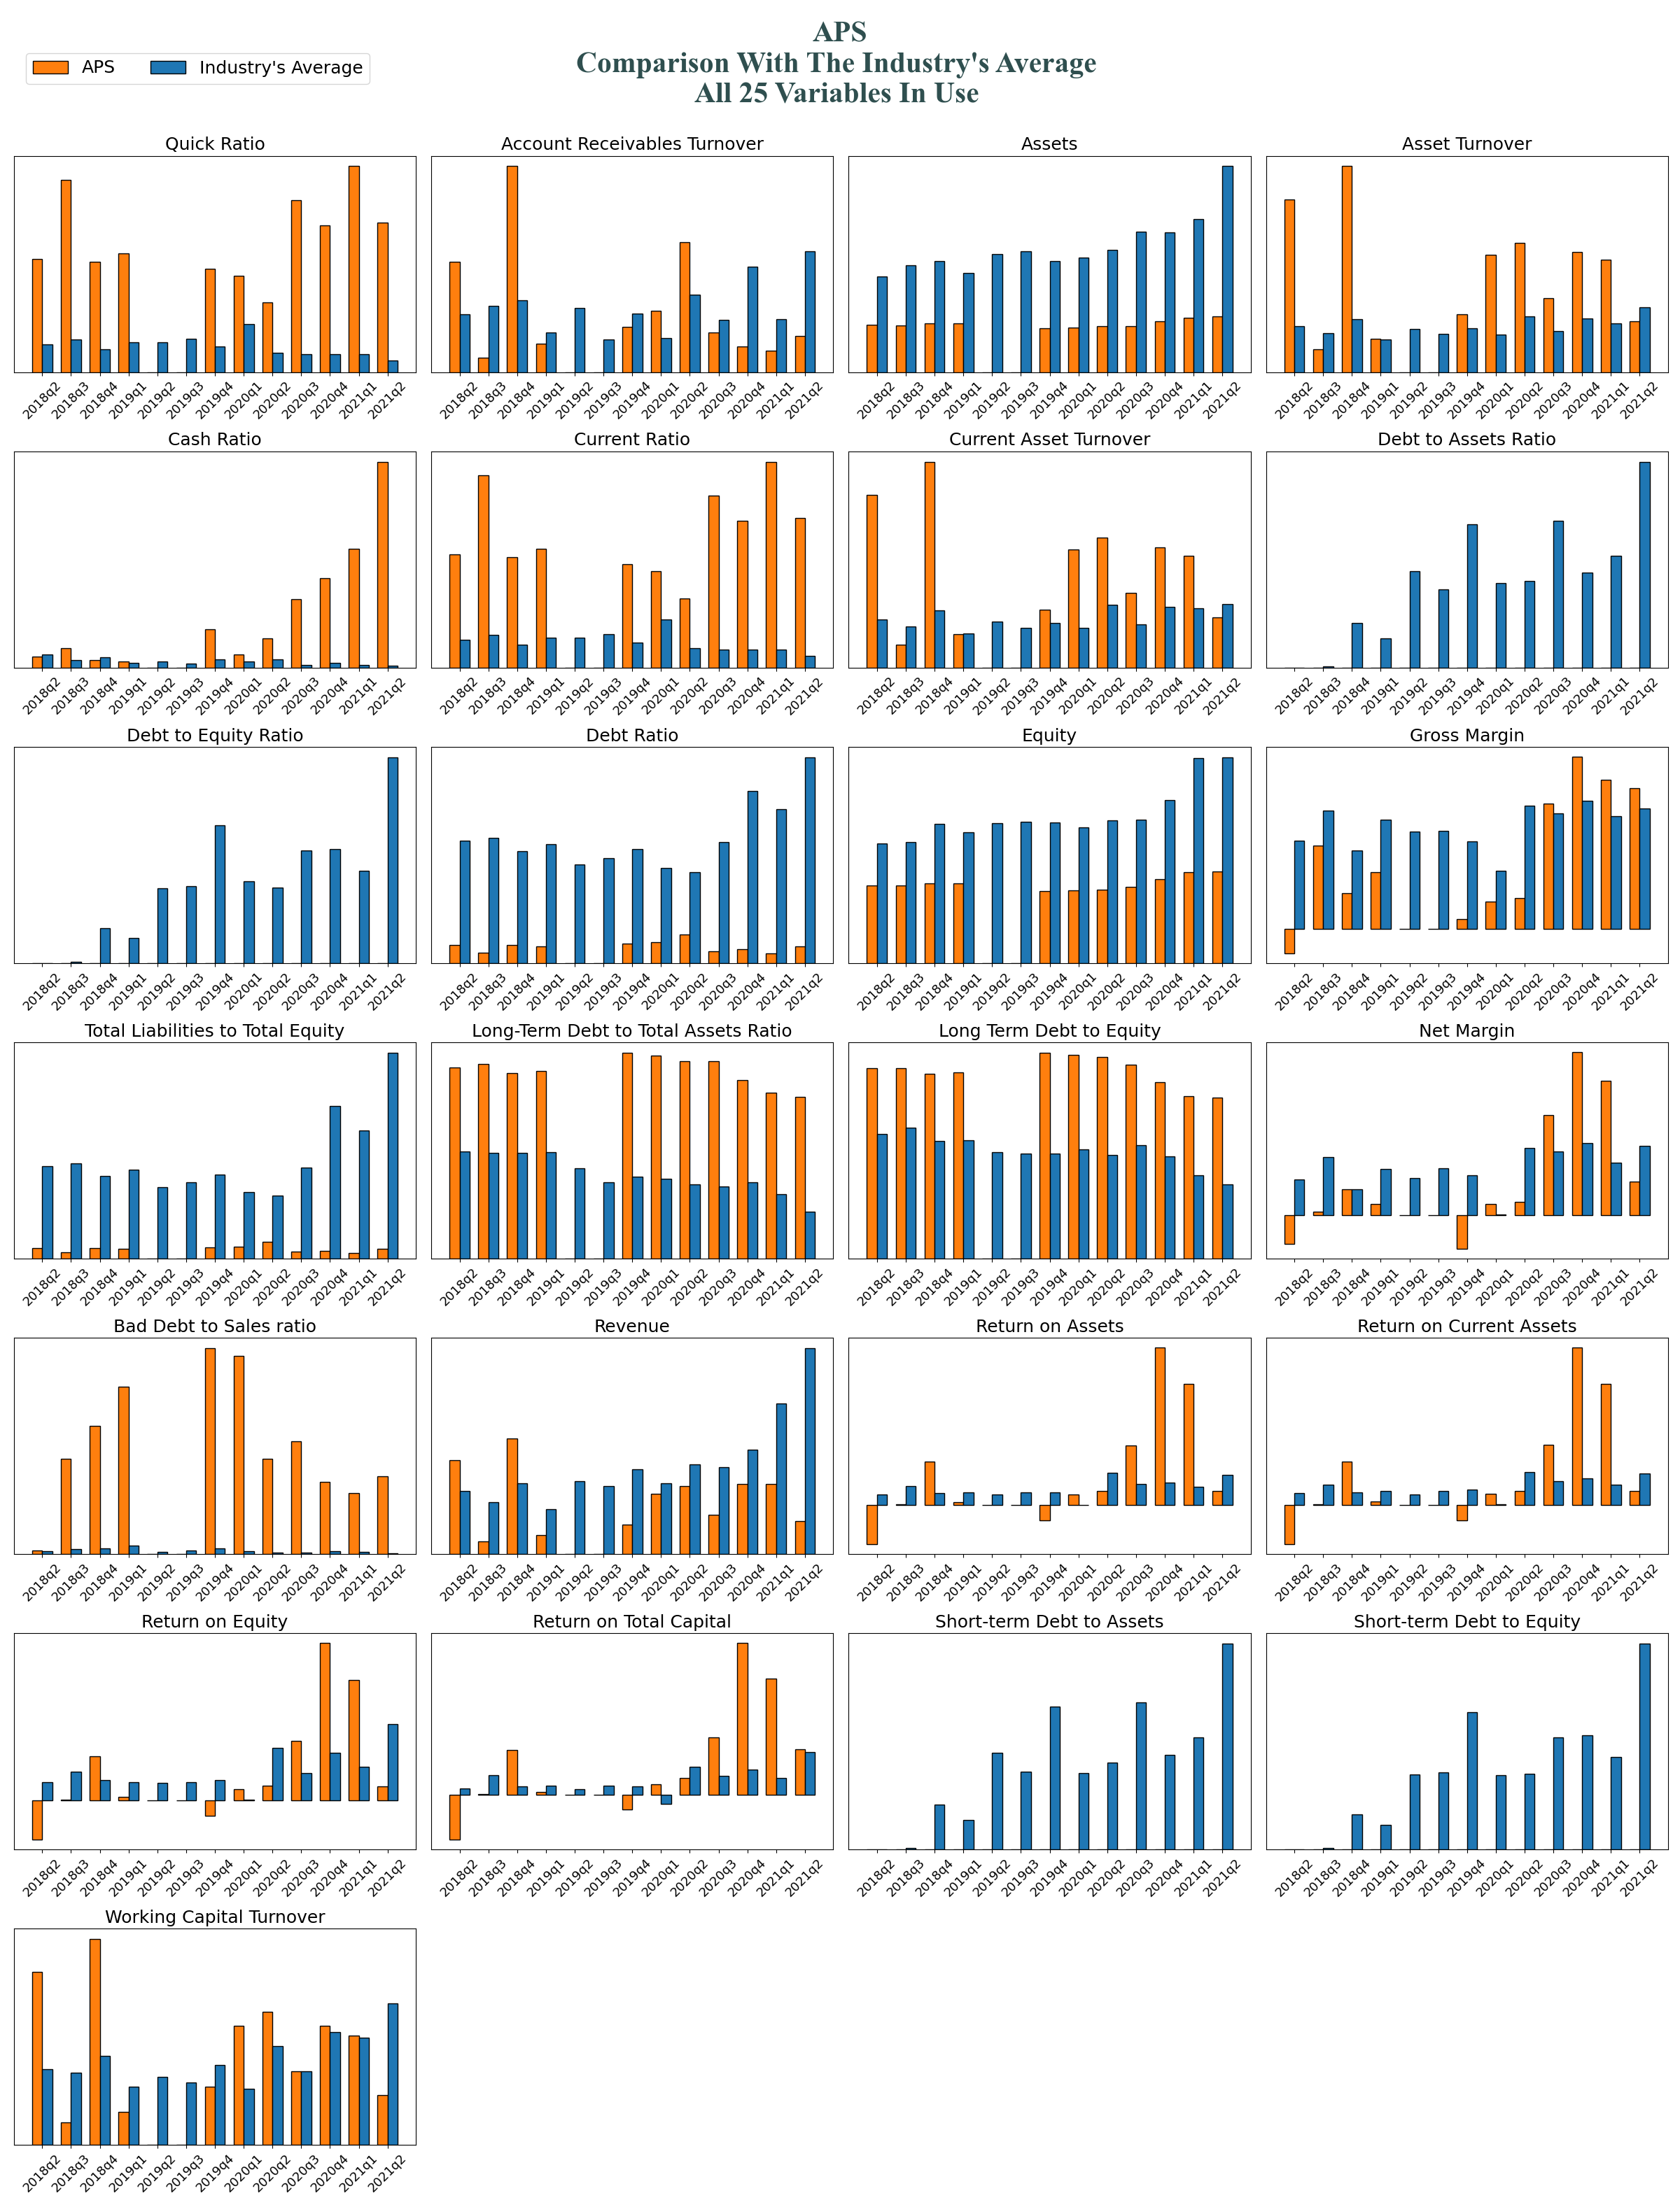 APS
Comparison With The Industry's Average
All 25 Variables In Use
APS Industry's Average
Quick Ratio Account Receivables Turnover Assets Asset Turnover
2018q2 2018q3 2018q4 2019q1 2019q2 2019q3 2019q4 2020q1 2020q2 2020q3 2020q4 2021q1 2021q2 2018q2 2018q3 2018q4 2019q1 2019q2 2019q3 2019q4 2020q1 2020q2 2020q3 2020q4 2021q1 2021q2 2018q2 2018q3 2018q4 2019q1 2019q2 2019q3 2019q4 2020q1 2020q2 2020q3 2020q4 2021q1 2021q2 2018q2 2018q3 2018q4 2019q1 2019q2 2019q3 2019q4 2020q1 2020q2 2020q3 2020q4 2021q1 2021q2
Cash Ratio Current Ratio Current Asset Turnover Debt to Assets Ratio
2018q2 2018q3 2018q4 2019q1 2019q2 2019q3 2019q4 2020q1 2020q2 2020q3 2020q4 2021q1 2021q2 2018q2 2018q3 2018q4 2019q1 2019q2 2019q3 2019q4 2020q1 2020q2 2020q3 2020q4 2021q1 2021q2 2018q2 2018q3 2018q4 2019q1 2019q2 2019q3 2019q4 2020q1 2020q2 2020q3 2020q4 2021q1 2021q2 2018q2 2018q3 2018q4 2019q1 2019q2 2019q3 2019q4 2020q1 2020q2 2020q3 2020q4 2021q1 2021q2
Debt to Equity Ratio Debt Ratio Equity Gross Margin
2018q2 2018q3 2018q4 2019q1 2019q2 2019q3 2019q4 2020q1 2020q2 2020q3 2020q4 2021q1 2021q2 2018q2 2018q3 2018q4 2019q1 2019q2 2019q3 2019q4 2020q1 2020q2 2020q3 2020q4 2021q1 2021q2 2018q2 2018q3 2018q4 2019q1 2019q2 2019q3 2019q4 2020q1 2020q2 2020q3 2020q4 2021q1 2021q2 2018q2 2018q3 2018q4 2019q1 2019q2 2019q3 2019q4 2020q1 2020q2 2020q3 2020q4 2021q1 2021q2
Total Liabilities to Total Equity Long-Term Debt to Total Assets Ratio Long Term Debt to Equity Net Margin
2018q2 2018q3 2018q4 2019q1 2019q2 2019q3 2019q4 2020q1 2020q2 2020q3 2020q4 2021q1 2021q2 2018q2 2018q3 2018q4 2019q1 2019q2 2019q3 2019q4 2020q1 2020q2 2020q3 2020q4 2021q1 2021q2 2018q2 2018q3 2018q4 2019q1 2019q2 2019q3 2019q4 2020q1 2020q2 2020q3 2020q4 2021q1 2021q2 2018q2 2018q3 2018q4 2019q1 2019q2 2019q3 2019q4 2020q1 2020q2 2020q3 2020q4 2021q1 2021q2
Bad Debt to Sales ratio Revenue Return on Assets Return on Current Assets
2018q2 2018q3 2018q4 2019q1 2019q2 2019q3 2019q4 2020q1 2020q2 2020q3 2020q4 2021q1 2021q2 2018q2 2018q3 2018q4 2019q1 2019q2 2019q3 2019q4 2020q1 2020q2 2020q3 2020q4 2021q1 2021q2 2018q2 2018q3 2018q4 2019q1 2019q2 2019q3 2019q4 2020q1 2020q2 2020q3 2020q4 2021q1 2021q2 2018q2 2018q3 2018q4 2019q1 2019q2 2019q3 2019q4 2020q1 2020q2 2020q3 2020q4 2021q1 2021q2
Return on Equity Return on Total Capital Short-term Debt to Assets Short-term Debt to Equity
2018q2 2018q3 2018q4 2019q1 2019q2 2019q3 2019q4 2020q1 2020q2 2020q3 2020q4 2021q1 2021q2 2018q2 2018q3 2018q4 2019q1 2019q2 2019q3 2019q4 2020q1 2020q2 2020q3 2020q4 2021q1 2021q2 2018q2 2018q3 2018q4 2019q1 2019q2 2019q3 2019q4 2020q1 2020q2 2020q3 2020q4 2021q1 2021q2 2018q2 2018q3 2018q4 2019q1 2019q2 2019q3 2019q4 2020q1 2020q2 2020q3 2020q4 2021q1 2021q2
Working Capital Turnover
2018q2 2018q3 2018q4 2019q1 2019q2 2019q3 2019q4 2020q1 2020q2 2020q3 2020q4 2021q1 2021q2